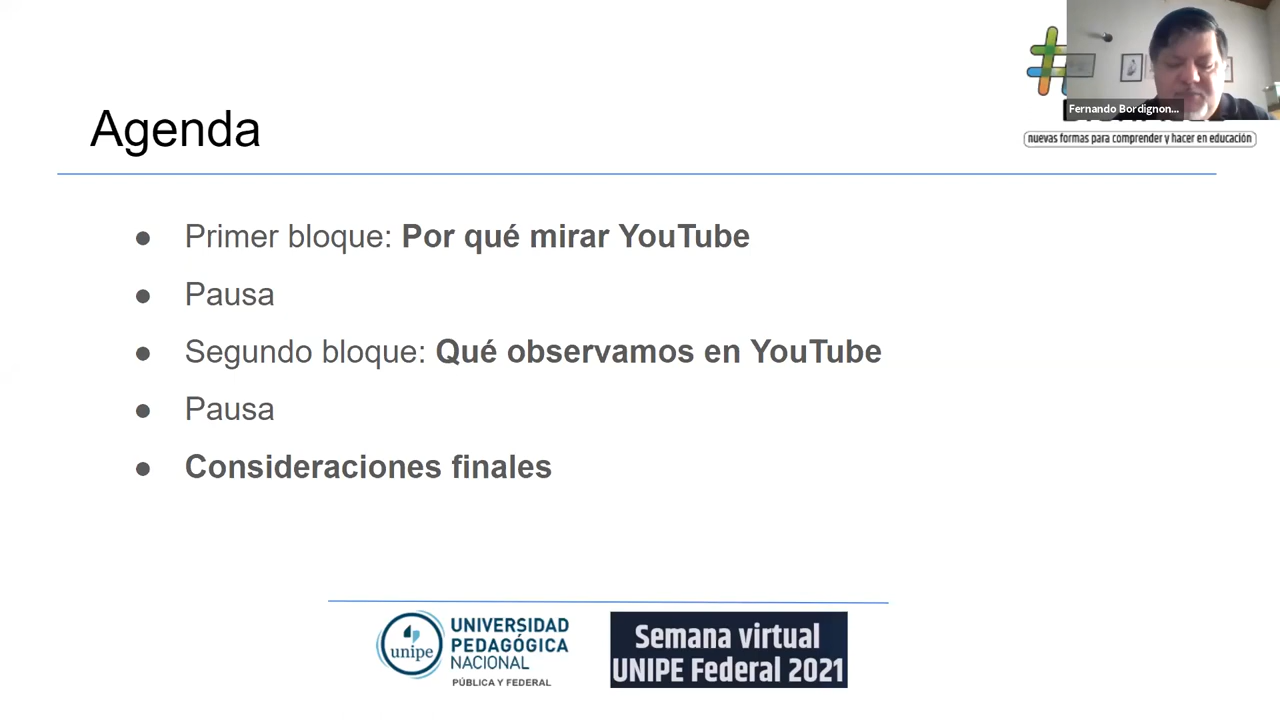 Fernando Bordignon...
nuevas formas para comprender y hacer en educación
Agenda
● Primer bloque: Por qué mirar YouTube
● Pausa
● Segundo bloque: Qué observamos en YouTube
● Pausa
● Consideraciones finales
unipe
UNIVERSIDAD
PEDAGÓGICA
NACIONAL
PÚBLICA Y FEDERAL
Semana virtual
UNIPE Federal 2021